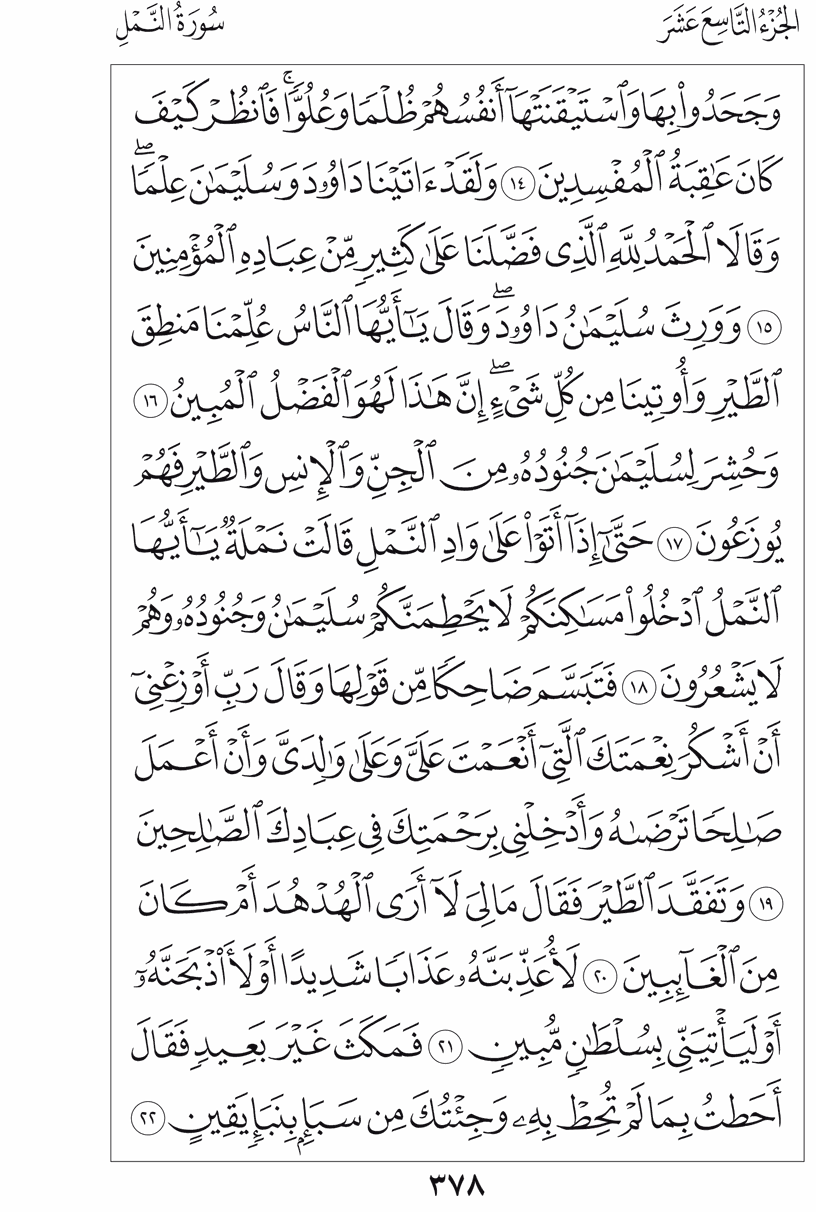 الجُزْءُ التَّاسِعَ عَشَرَ
سُورَةُ النَّمْلِ
وَجَحَدُواْ بِهَا وَٱسْتَيْقَنَتْهَآ أَنفُسُهُمْ ظُلْمًا وَعُلُوًّاۚ فَٱنظُرْ كَيْفَ
كَانَ عَٰقِبَةُ ٱلْمُفْسِدِينَ ١٤ وَلَقَدْ ءَاتَيْنَا دَاوُۥدَ وَسُلَيْمَٰنَ عِلْمًاۖ
وَقَالَا ٱلْحَمْدُ لِلَّهِ ٱلَّذِى فَضَّلَنَا عَلَىٰ كَثِيرٍ مِّنْ عِبَادِهِ ٱلْمُؤْمِنِينَ
١٥ وَوَرِثَ سُلَيْمَٰنُ دَاوُۥدَۖ وَقَالَ يَٰٓأَيُّهَا ٱلنَّاسُ عُلِّمْنَا مَنطِقَ
ٱلطَّيْرِ وَأُوتِينَا مِن كُلِّ شَىْءٍۖ إِنَّ هَٰذَا لَهُوَ ٱلْفَضْلُ ٱلْمُبِينُ ١٦
وَحُشِرَ لِسُلَيْمَٰنَ جُنُودُهُۥ مِنَ ٱلْجِنِّ وَٱلْإِنسِ وَٱلطَّيْرِ فَهُمْ
يُوزَعُونَ ١٧ حَتَّىٰٓ إِذَآ أَتَوْاْ عَلَىٰ وَادِ ٱلنَّمْلِ قَالَتْ نَمْلَةٌ يَٰٓأَيُّهَا
ٱلنَّمْلُ ٱدْخُلُواْ مَسَٰكِنَكُمْ لَا يَحْطِمَنَّكُمْ سُلَيْمَٰنُ وَجُنُودُهُۥ وَهُمْ
لَا يَشْعُرُونَ ١٨ فَتَبَسَّمَ ضَاحِكًا مِّن قَوْلِهَا وَقَالَ رَبِّ أَوْزِعْنِىٓ
أَنْ أَشْكُرَ نِعْمَتَكَ ٱلَّتِىٓ أَنْعَمْتَ عَلَىَّ وَعَلَىٰ وَٰلِدَىَّ وَأَنْ أَعْمَلَ
صَٰلِحًا تَرْضَىٰهُ وَأَدْخِلْنِى بِرَحْمَتِكَ فِى عِبَادِكَ ٱلصَّٰلِحِينَ
١٩ وَتَفَقَّدَ ٱلطَّيْرَ فَقَالَ مَالِىَ لَآ أَرَى ٱلْهُدْهُدَ أَمْ كَانَ
مِنَ ٱلْغَآئِبِينَ ٢٠ لَأُعَذِّبَنَّهُۥ عَذَابًا شَدِيدًا أَوْ لَأَاْذْبَحَنَّهُۥٓ
أَوْ لَيَأْتِيَنِّى بِسُلْطَٰنٍ مُّبِينٍ ٢١ فَمَكَثَ غَيْرَ بَعِيدٍ فَقَالَ
أَحَطتُ بِمَا لَمْ تُحِطْ بِهِۦ وَجِئْتُكَ مِن سَبَإٍ بِنَبَإٍ يَقِينٍ ٢٢
٣٧٨